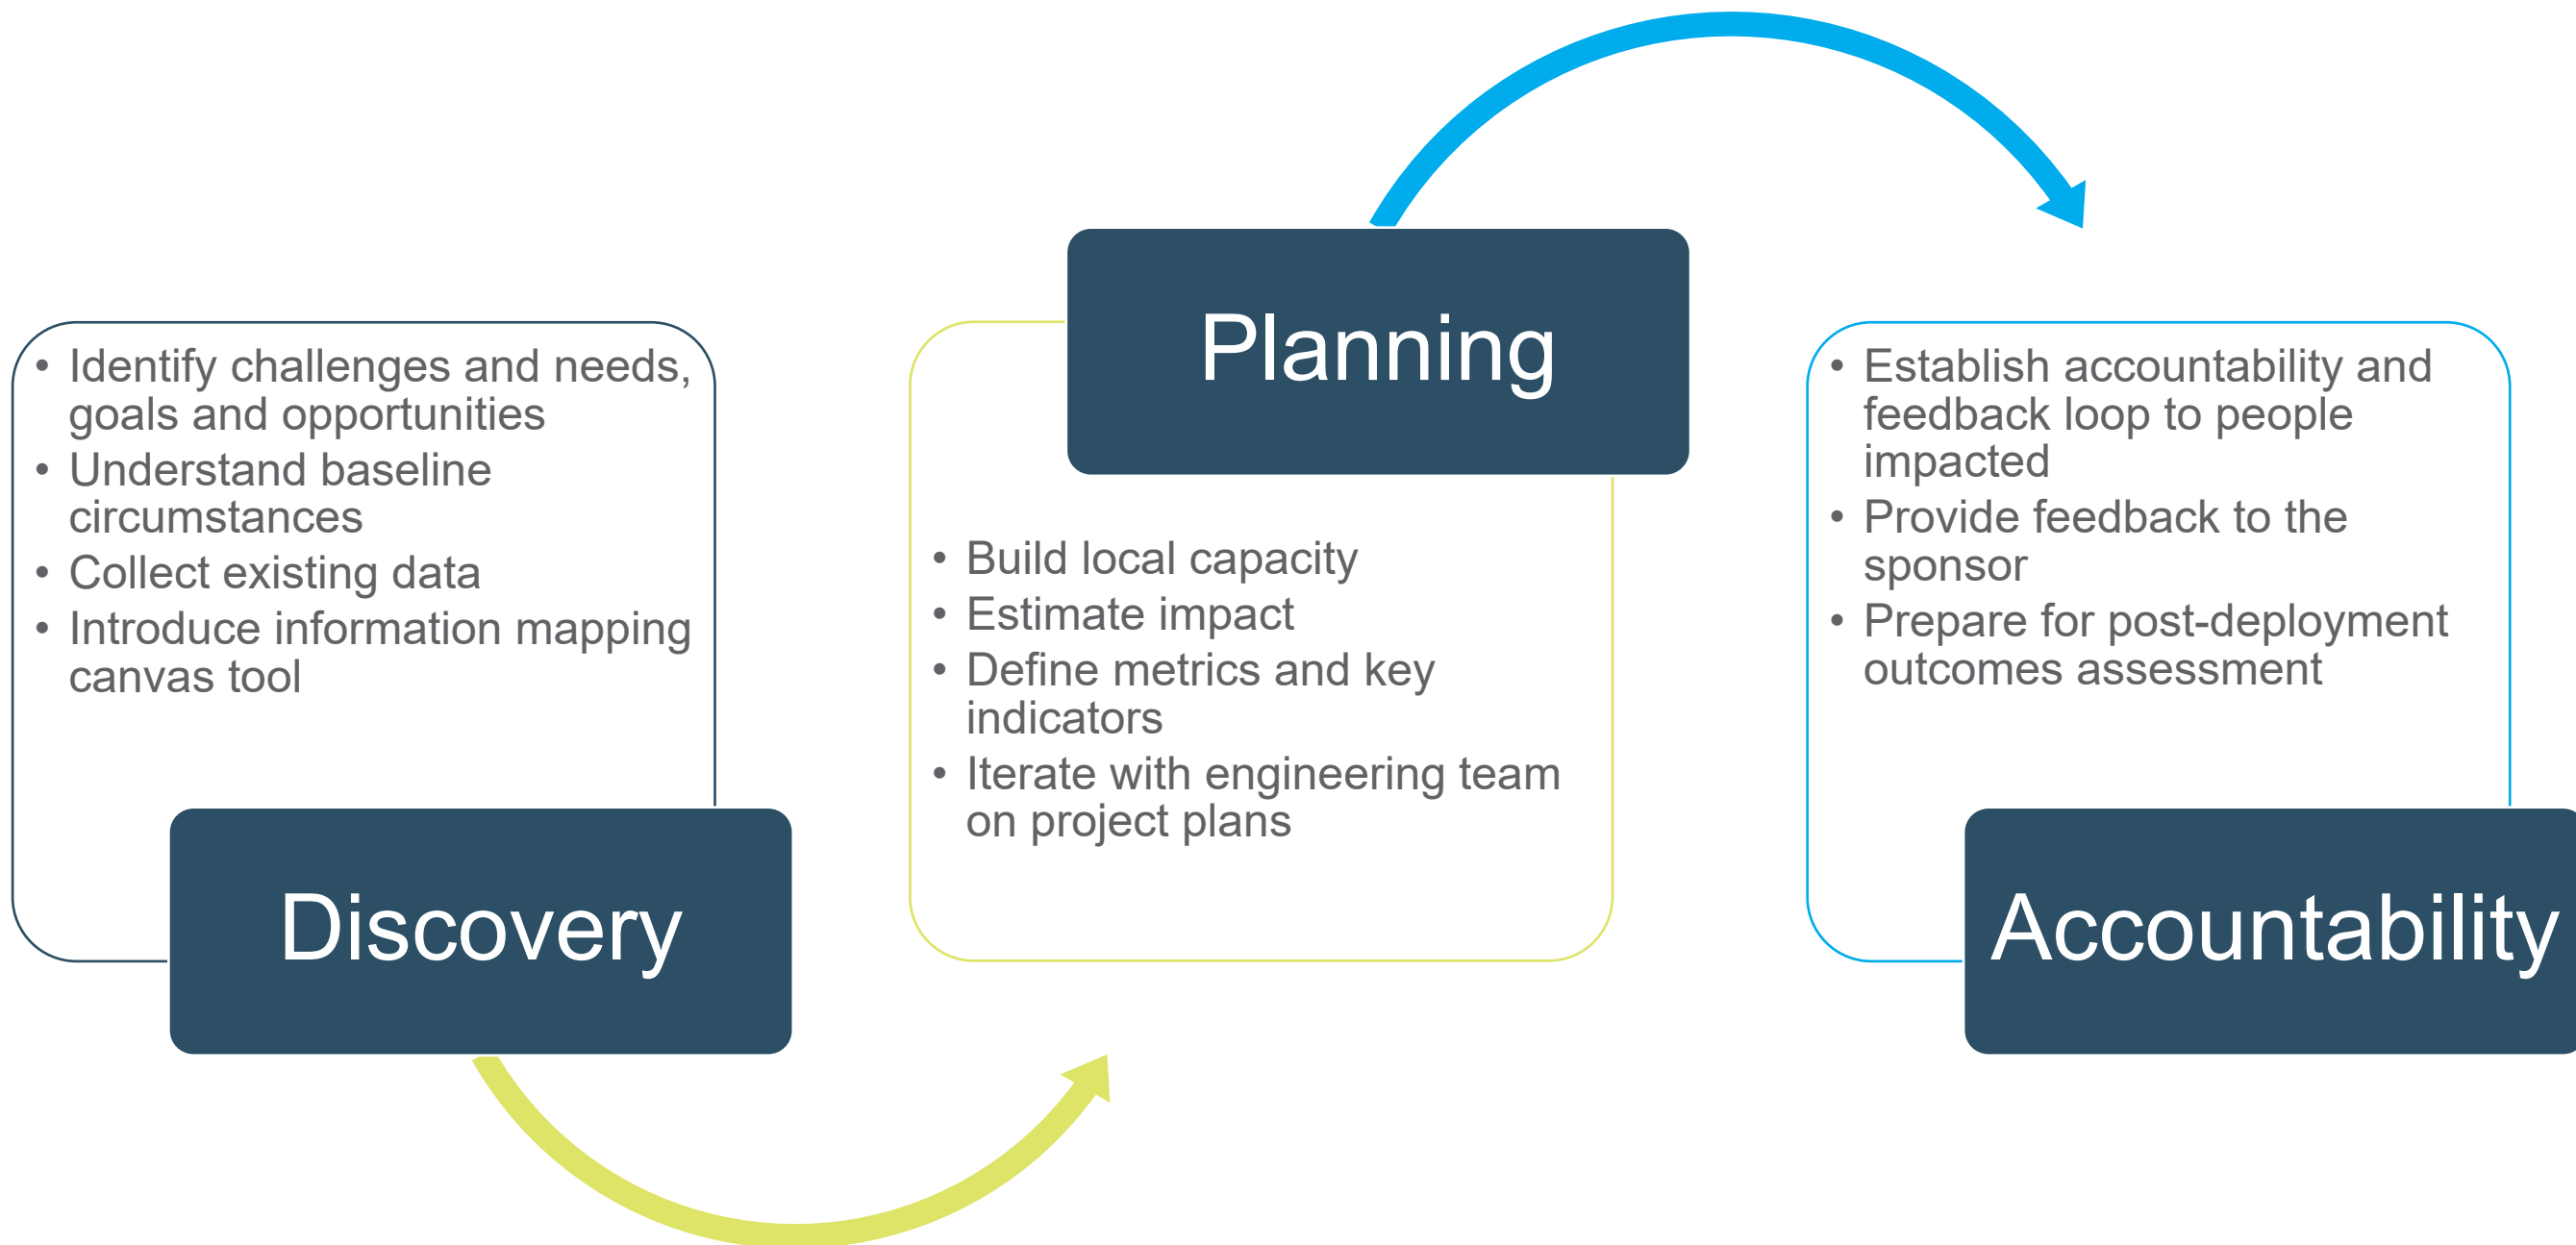 • Identify challenges and needs,
goals and opportunities
• Understand baseline
circumstances
• Collect existing data
• Introduce information mapping
canvas tool
Discovery
Planning
• Build local capacity
• Estimate impact
• Define metrics and key
indicators
• Iterate with engineering team
on project plans
• Establish accountability and
feedback loop to people
impacted
• Provide feedback to the
sponsor
• Prepare for post-deployment
outcomes assessment
Accountability